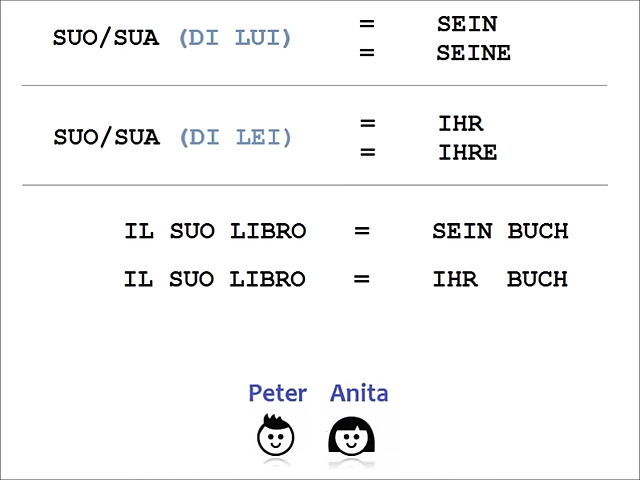 SUO/SUA (DI LUI) = SEIN
= SEINE
SUO/SUA (DI LEI) = IHR
= IHRE
IL SUO LIBRO = SEIN BUCH
IL SUO LIBRO = IHR BUCH
Peter Anita